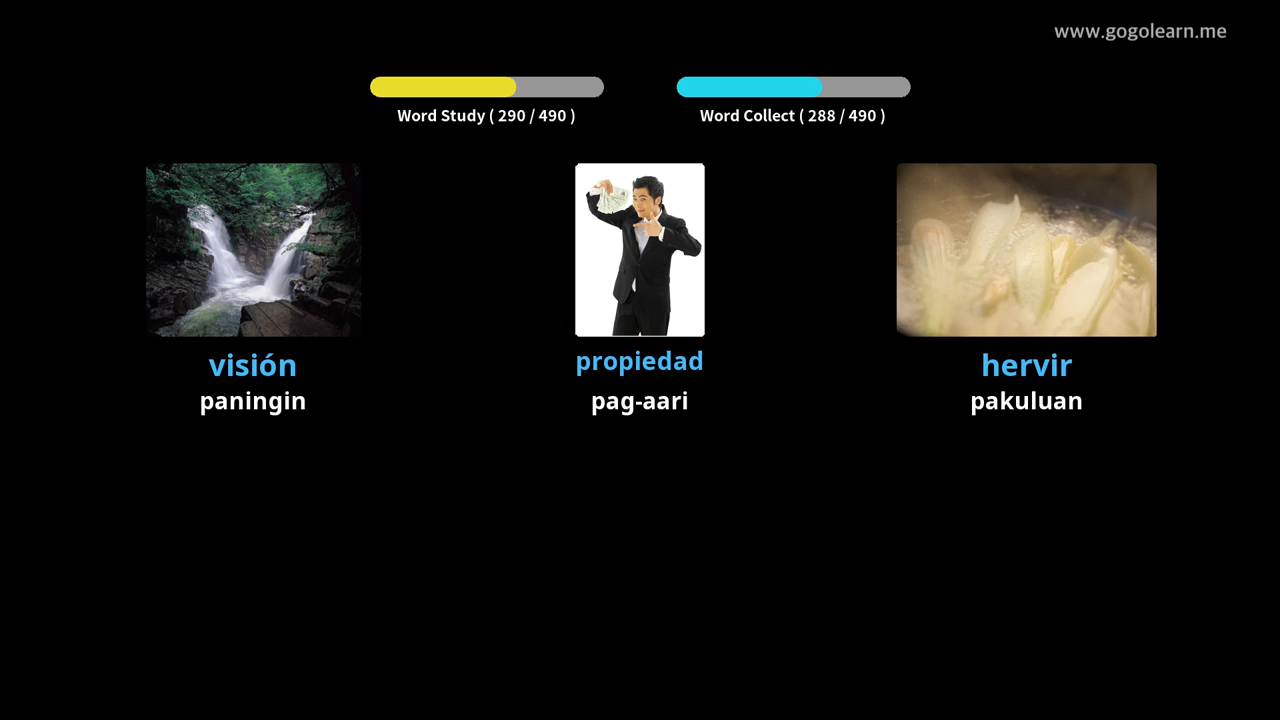 www.gogolearn.me
Word Study ( 290 / 490 )
Word Collect ( 288 / 490 )
visión
propiedad
hervir
paningin
pag-aari
pakuluan